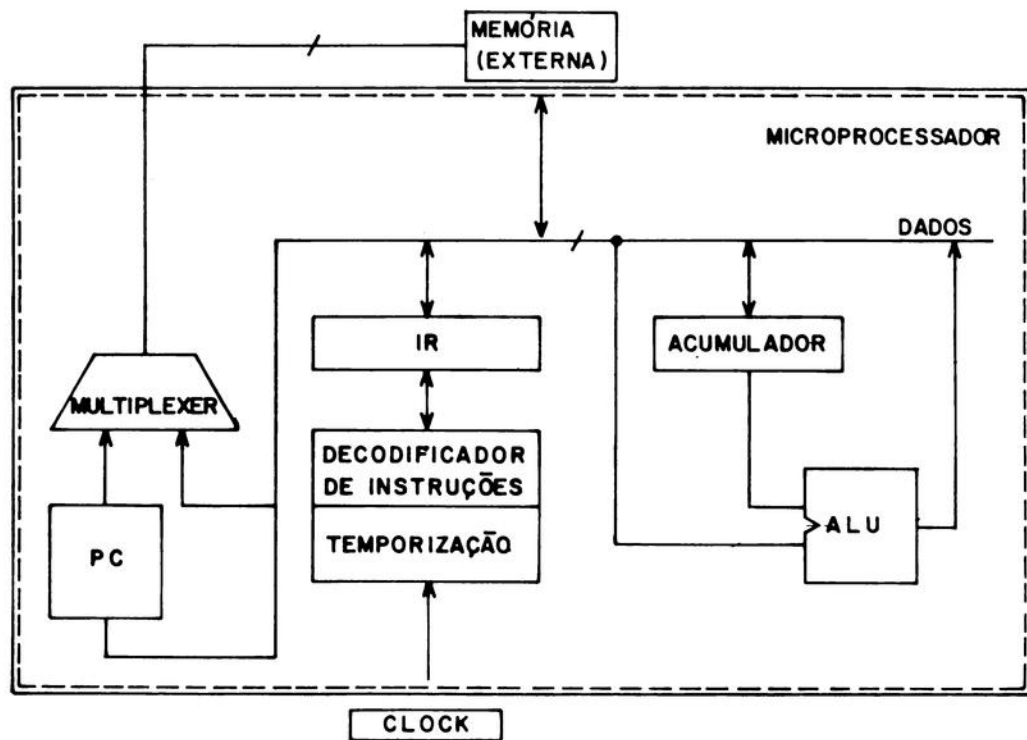 MEMÓRIA
(EXTERNA)
MICROPROCESSADOR
DADOS
IR
ACUMULADOR
MULTIPLEXER
DECODIFICADOR
DE INSTRUÇÕES
TEMPORIZAÇÃO
PC
ALU
CLOCK